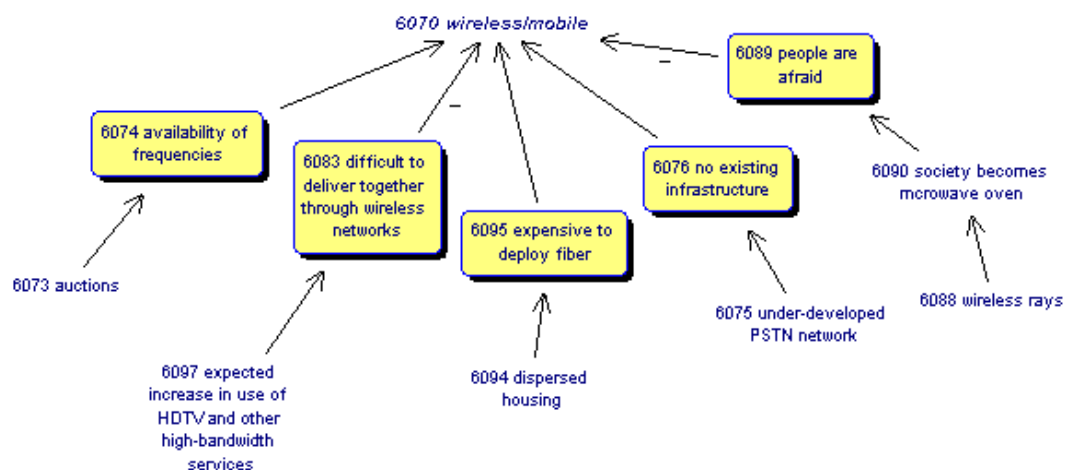 6070 wireless/mobile
6089 people are
afraid
6074 availability of
frequencies
6083 difficult to
deliver together
through wireless
networks
6076 no existing
infrastructure
6090 society becomes
mcrowave oven
6095 expensive to
deploy fiber
6073 auctions
6088 wireless rays
6075 under-developed
PSTN network
6097 expected
increase in use of
HDTV and other
high-bandwidth
services
6094 dispersed
housing